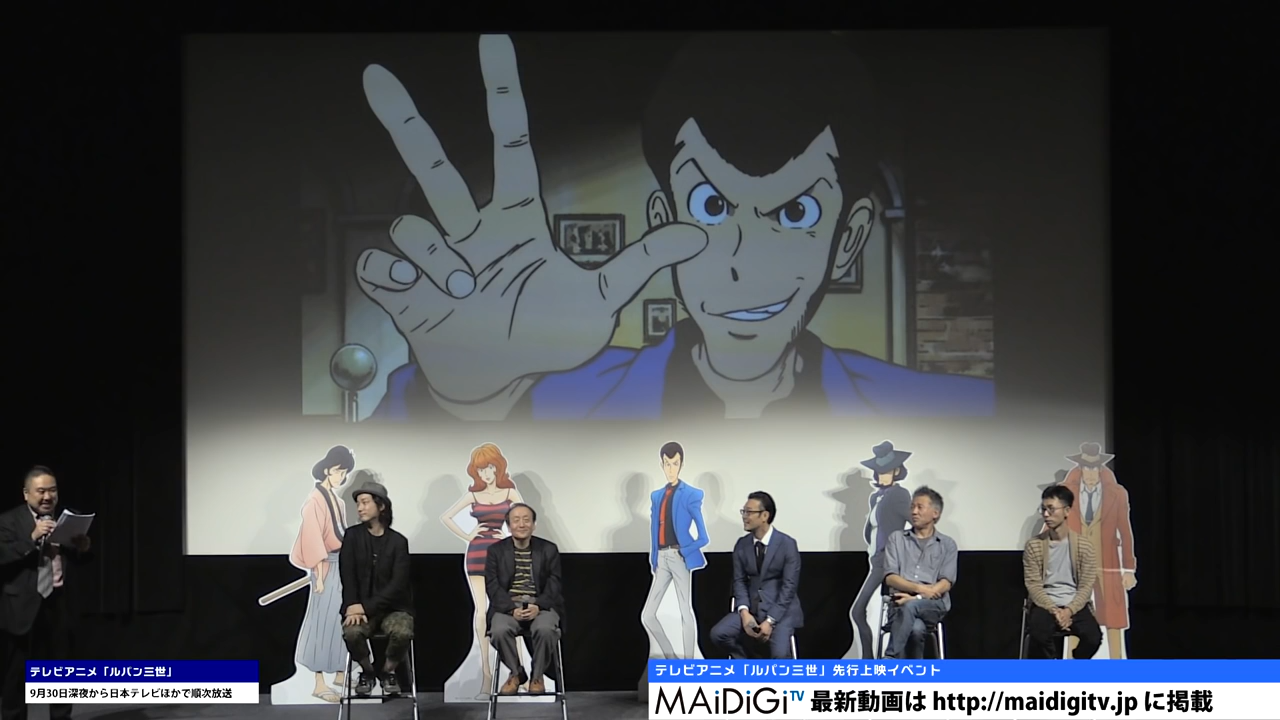 テレビアニメ「ルパン三世」
9月30日深夜から日本テレビほかで順次放送
テレビアニメ「ルパン三世」先行上映イベント
MAiDiGiTV 最新動画は http://maidigitv.jp に掲載